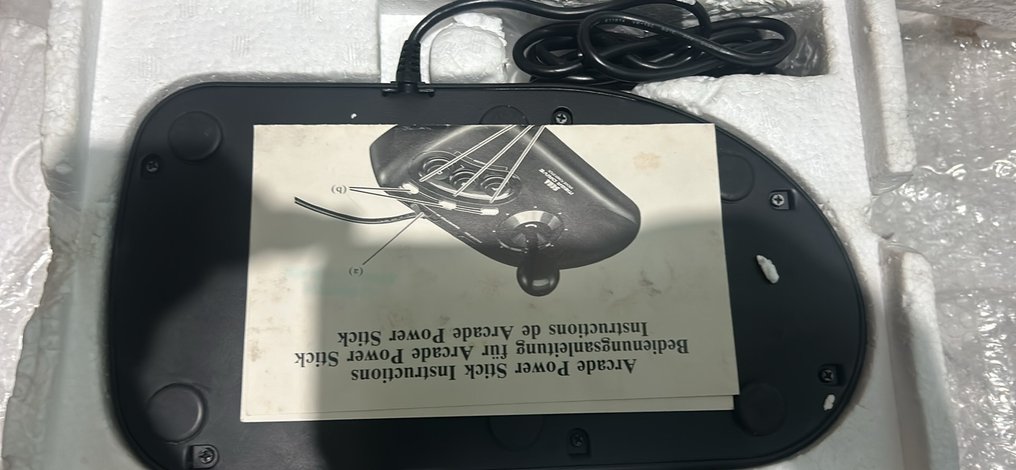 Arcade Power Stick Instructions
Bedienungsanleitung für Arcade Power Stick
Instructions de Arcade Power Stick
(a)
(b)